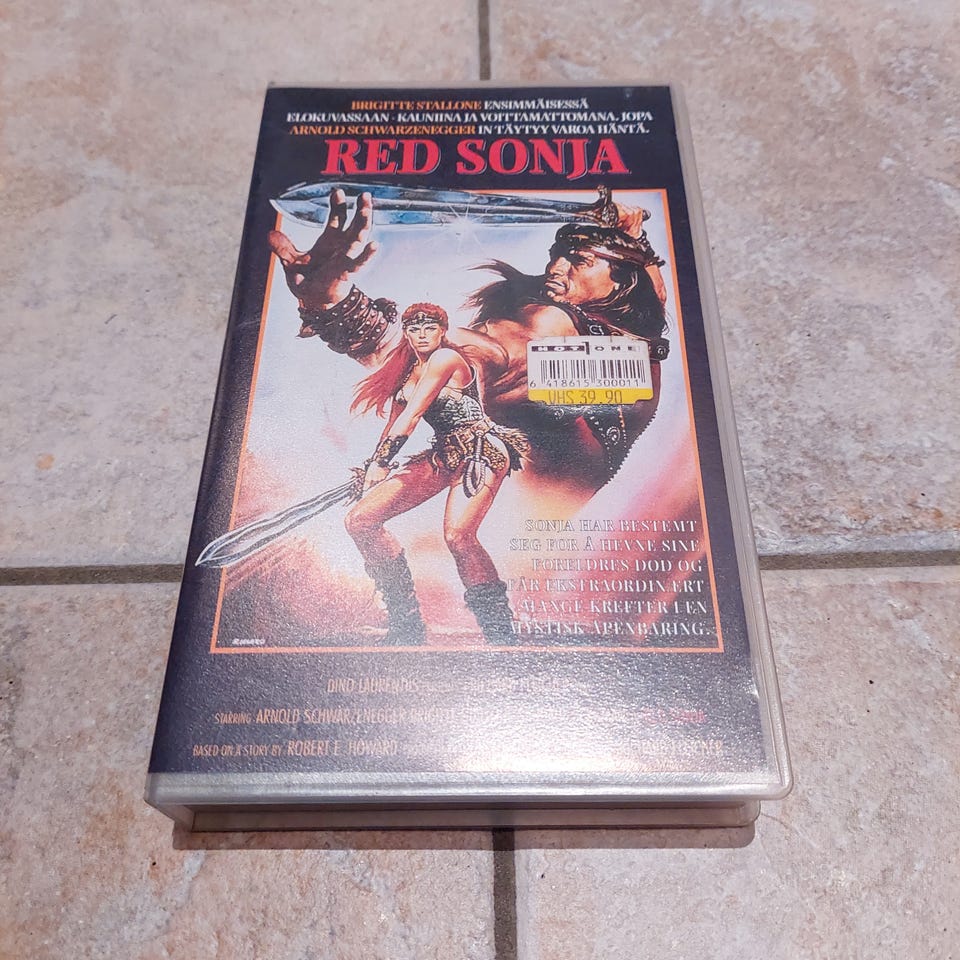 BRIGITTE STALLONE ENSIMMÄISESSÄ
ELOKUVASSAAN - KAUNIINA JA VOITTAMATTOMANA. JOPA
ARNOLD SCHWARZENEGGER IN TÄYTYY VAROA HÄNTÄ.
RED SONJA
HOT ONE
6 418615 300011
VHS 39.90
SONJA HAR BESTEMT
SEG FOR Å HEVNE SINE
FORELDRES DOD OG
FÅR EKSTRAORDINÆRT
MANGE KREFTER I EN
MYSTISK ÅPENBARING.
DINO LAURENTIIS
STARRING ARNOLD SCHWARZENEGGER BRIGITTE
BASED ON A STORY BY ROBERT E. HOWARD